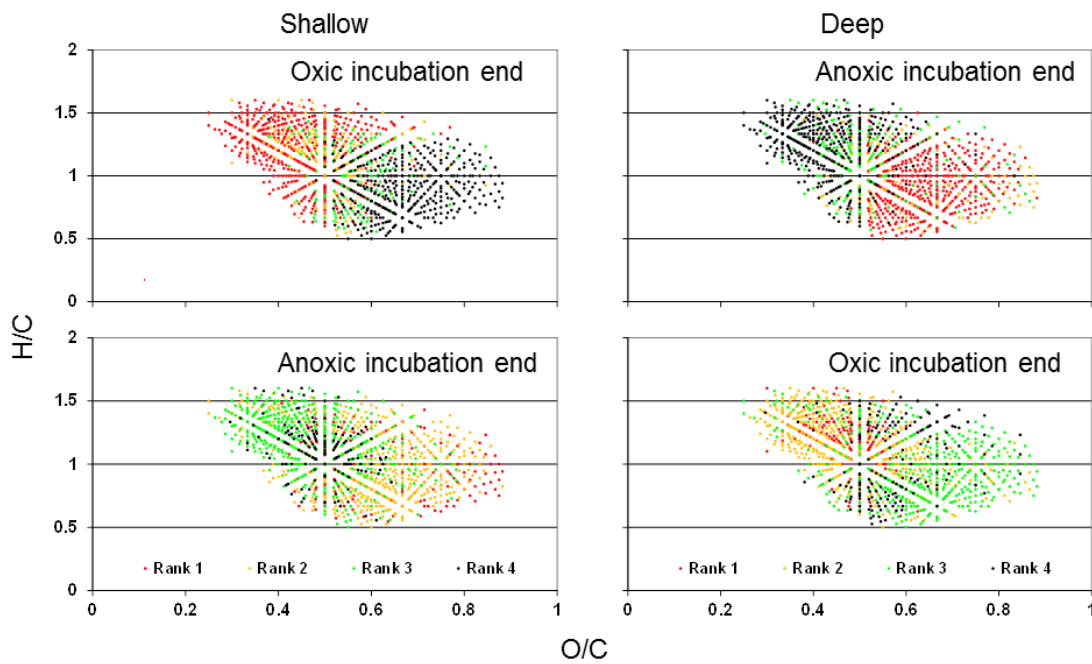 Shallow
Deep
2
Oxic incubation end
Anoxic incubation end
1.5
1
0.5
0
H/C
2
Anoxic incubation end
Oxic incubation end
1.5
1
0.5
Rank 1 Rank 2 Rank 3 Rank 4
Rank 1 Rank 2 Rank 3 Rank 4
0
0 0.2 0.4 0.6 0.8 1
0 0.2 0.4 0.6 0.8 1
O/C